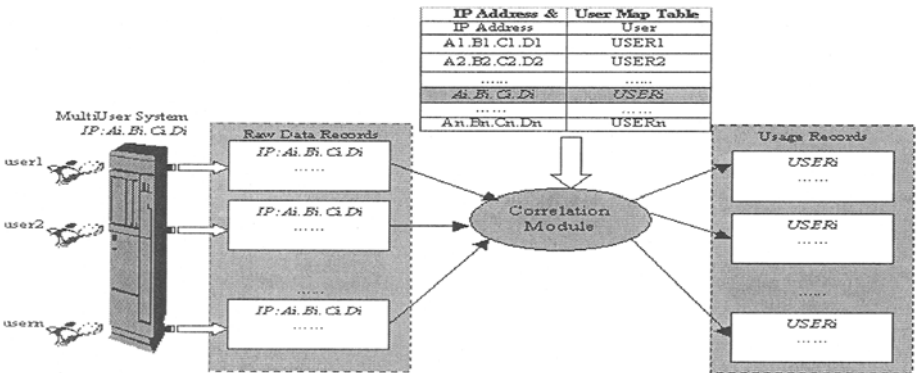 IP Address & User Map Table
IP Address User
A1.B1.C1.D1 USER1
A2.B2.C2.D2 USER2
...... ......
Ai.Bi.Ci.Di USERi
...... ......
An.Bn.Cn.Dn USERn
MultiUser System
IP:Ai.Bi.Ci.Di
user1
user2
usern
Raw Data Records
IP:Ai.Bi.Ci.Di
......
IP:Ai.Bi.Ci.Di
......
......
IP:Ai.Bi.Ci.Di
......
Correlation
Module
Usage Records
USERi
......
USERi
......
......
USERi
......